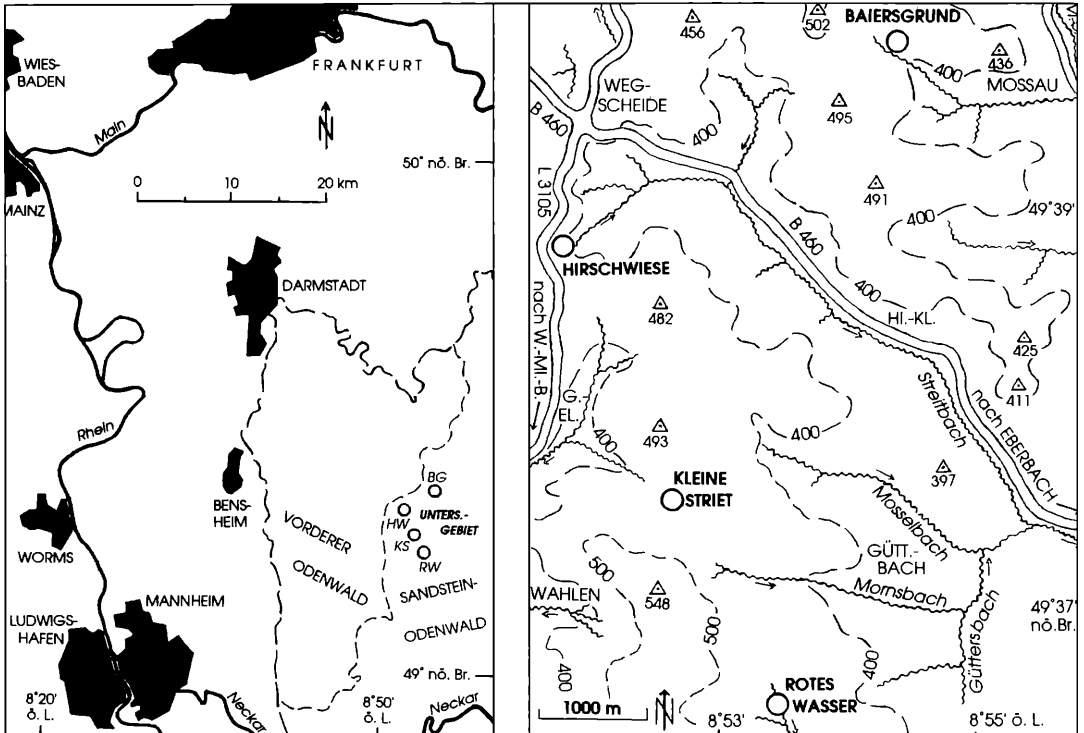 WIES-
BADEN
FRANKFURT
Main
N
50° nö. Br.
0 10 20 km
MAINZ
DARMSTADT
Rhein
BENS-
HEIM
BG
HW
UNTERS.-
GEBIET
KS
RW
VORDERER
ODENWALD
SANDSTEIN-
ODENWALD
WORMS
MANNHEIM
LUDWIGS-
HAFEN
49° nö. Br.
8°20'
ö. L.
8°50'
ö. L.
Neckar
Neckar
456
502
BAIERSGRUND
436
400
MOSSAU
WEG-
SCHEIDE
B 460
400
495
L 3105
491
49°39'
400
B 460
HIRSCHWIESE
482
400
HI.-KL.
nach W.-MI.-B.
425
411
G.-
EL.
400
493
400
Streitbach
nach EBERBACH
397
KLEINE
STRIET
Mosselbach
GÜTT.-
BACH
500
548
WAHLEN
Mornsbach
49°37'
nö.Br.
500
400
Güttersbach
400
ROTES
WASSER
1000 m
N
8°53'
8°55' ö. L.